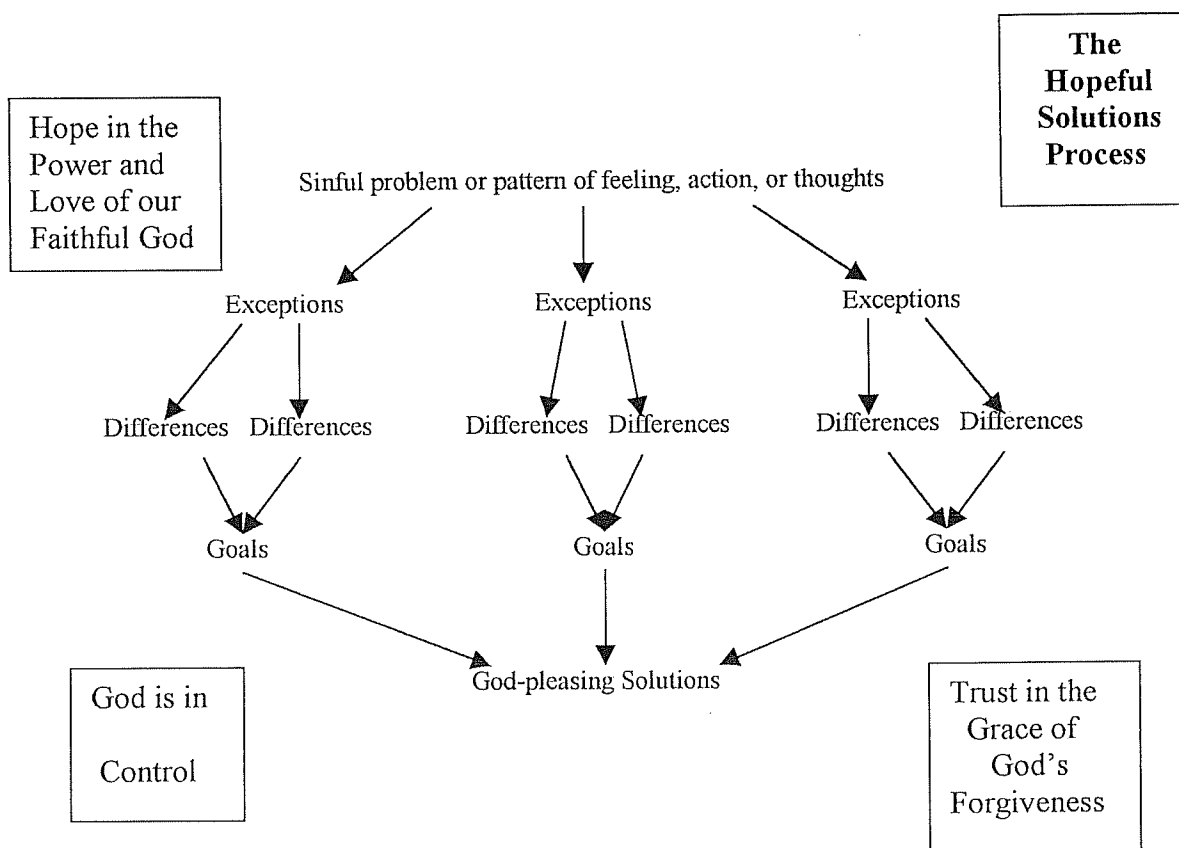 The
Hopeful
Solutions
Process
Hope in the
Power and
Love of our
Faithful God
Sinful problem or pattern of feeling, action, or thoughts
Exceptions
Exceptions
Exceptions
Differences
Differences
Differences
Differences
Differences
Differences
Goals
Goals
Goals
God-pleasing Solutions
God is in
Control
Trust in the
Grace of
God's
Forgiveness